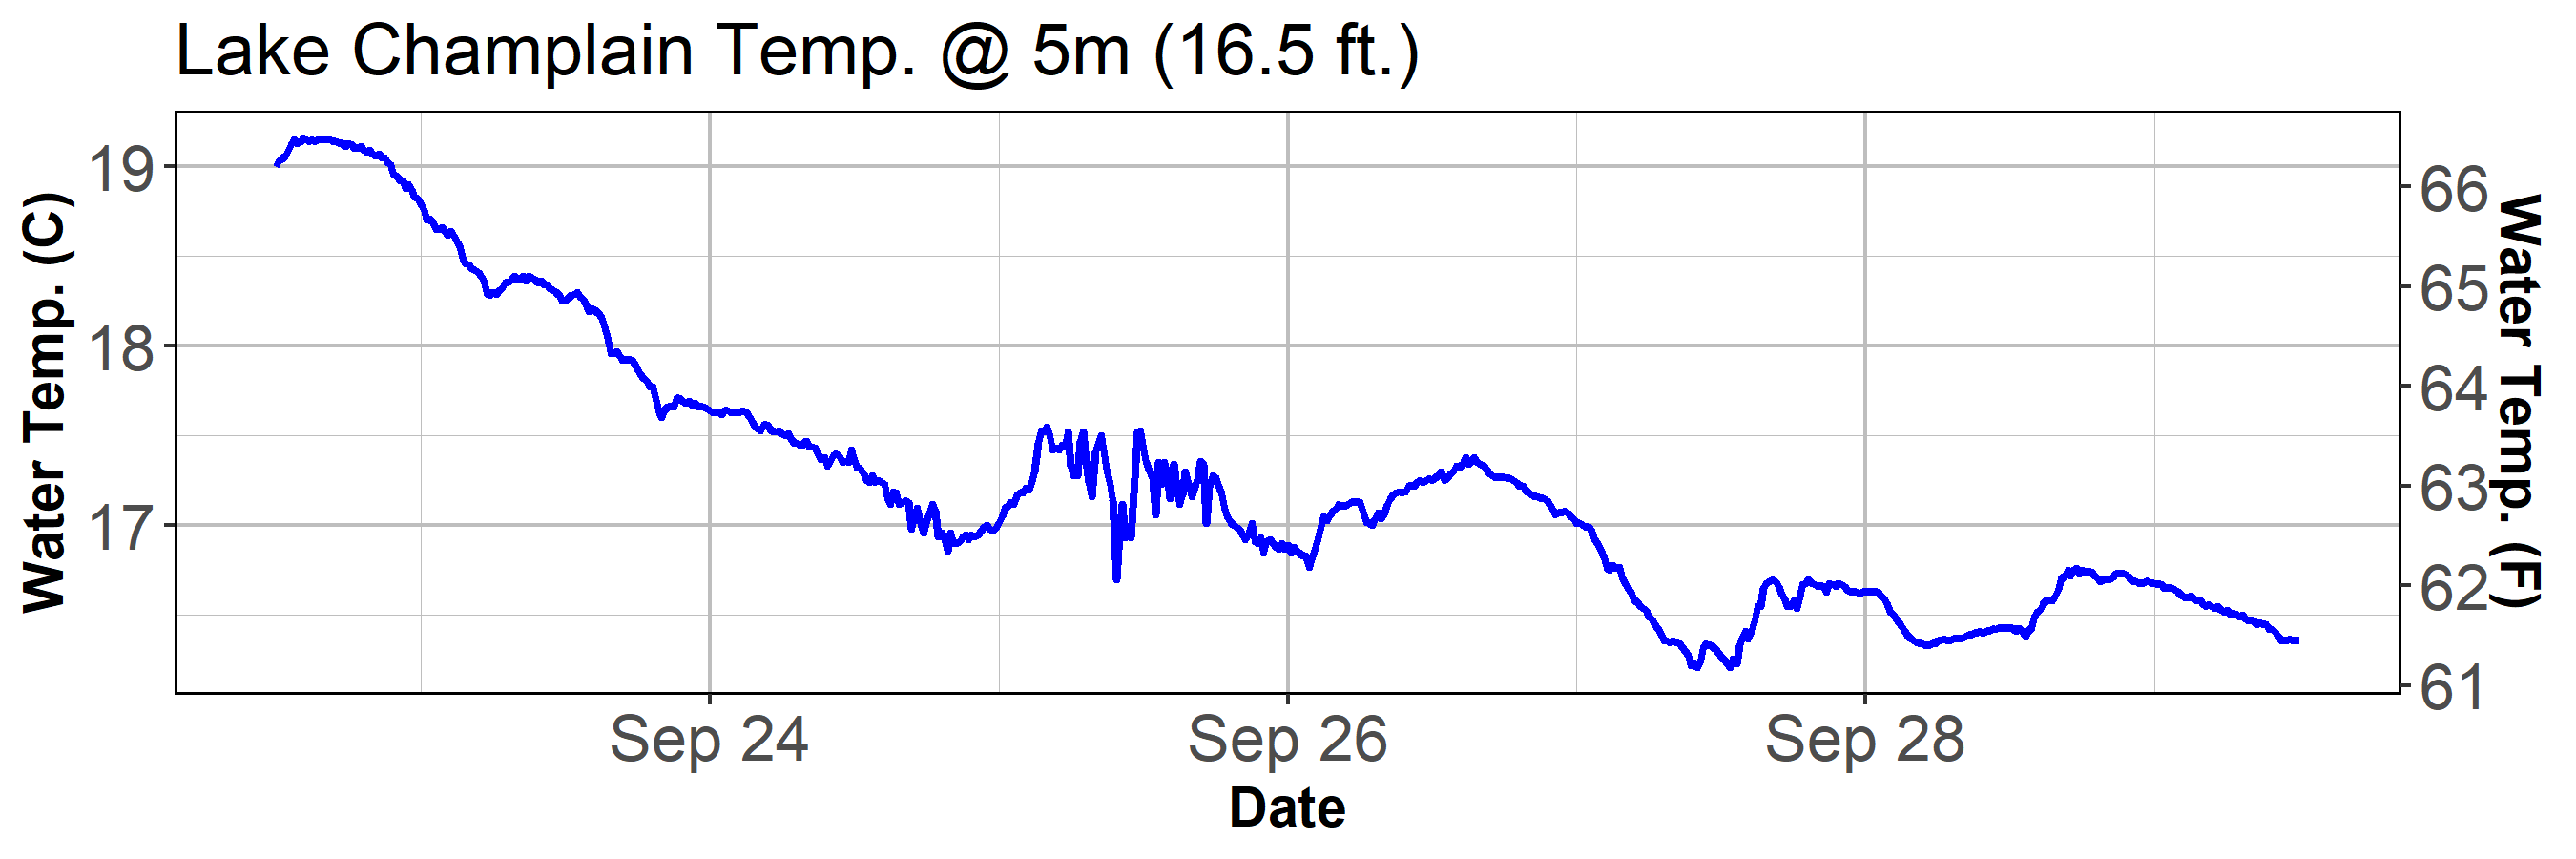 Lake Champlain Temp. @ 5m (16.5 ft.)
Water Temp. (C)
19
18
17
66
65
64
63
62
61
Water Temp. (F)
Sep 24 Sep 26 Sep 28
Date